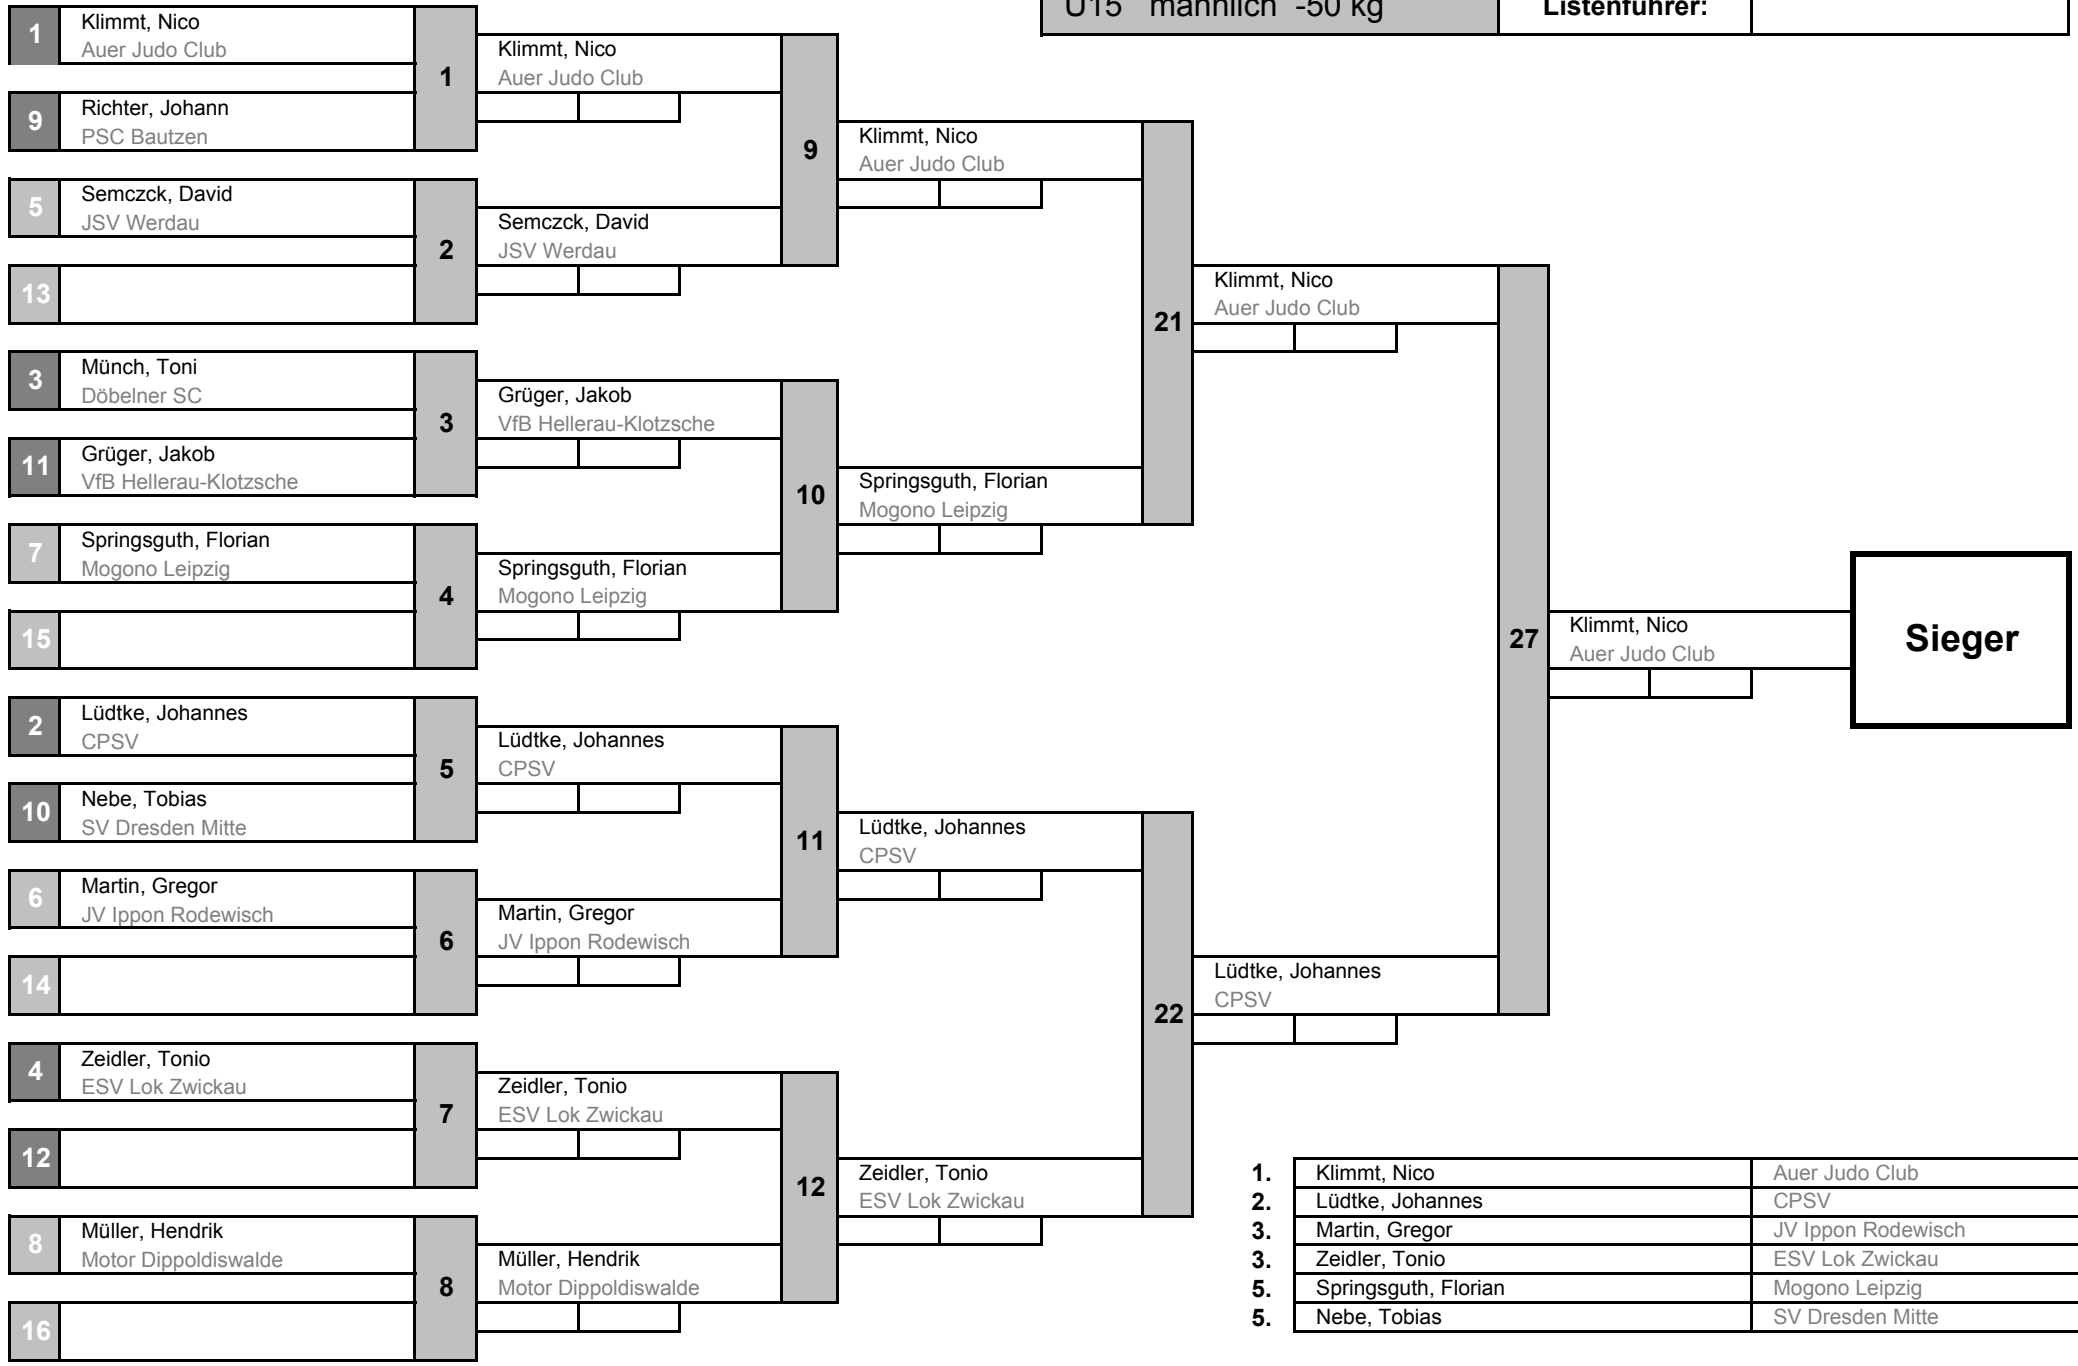 U15 männlich -50 kg
Listenführer:
1
Klimmt, Nico
Auer Judo Club
9
Richter, Johann
PSC Bautzen
5
Semczck, David
JSV Werdau
13
3
Münch, Toni
Döbelner SC
11
Grüger, Jakob
VfB Hellerau-Klotzsche
7
Springsguth, Florian
Mogono Leipzig
15
2
Lüdtke, Johannes
CPSV
10
Nebe, Tobias
SV Dresden Mitte
6
Martin, Gregor
JV Ippon Rodewisch
14
4
Zeidler, Tonio
ESV Lok Zwickau
12
8
Müller, Hendrik
Motor Dippoldiswalde
16
1
2
3
4
5
6
7
8
Klimmt, Nico
Auer Judo Club
Semczck, David
JSV Werdau
Grüger, Jakob
VfB Hellerau-Klotzsche
Springsguth, Florian
Mogono Leipzig
Lüdtke, Johannes
CPSV
Martin, Gregor
JV Ippon Rodewisch
Zeidler, Tonio
ESV Lok Zwickau
Müller, Hendrik
Motor Dippoldiswalde
9
10
11
12
Klimmt, Nico
Auer Judo Club
Springsguth, Florian
Mogono Leipzig
Lüdtke, Johannes
CPSV
Zeidler, Tonio
ESV Lok Zwickau
21
22
Klimmt, Nico
Auer Judo Club
Lüdtke, Johannes
CPSV
27
Klimmt, Nico
Auer Judo Club
Sieger
1. Klimmt, Nico Auer Judo Club
2. Lüdtke, Johannes CPSV
3. Martin, Gregor JV Ippon Rodewisch
3. Zeidler, Tonio ESV Lok Zwickau
5. Springsguth, Florian Mogono Leipzig
5. Nebe, Tobias SV Dresden Mitte